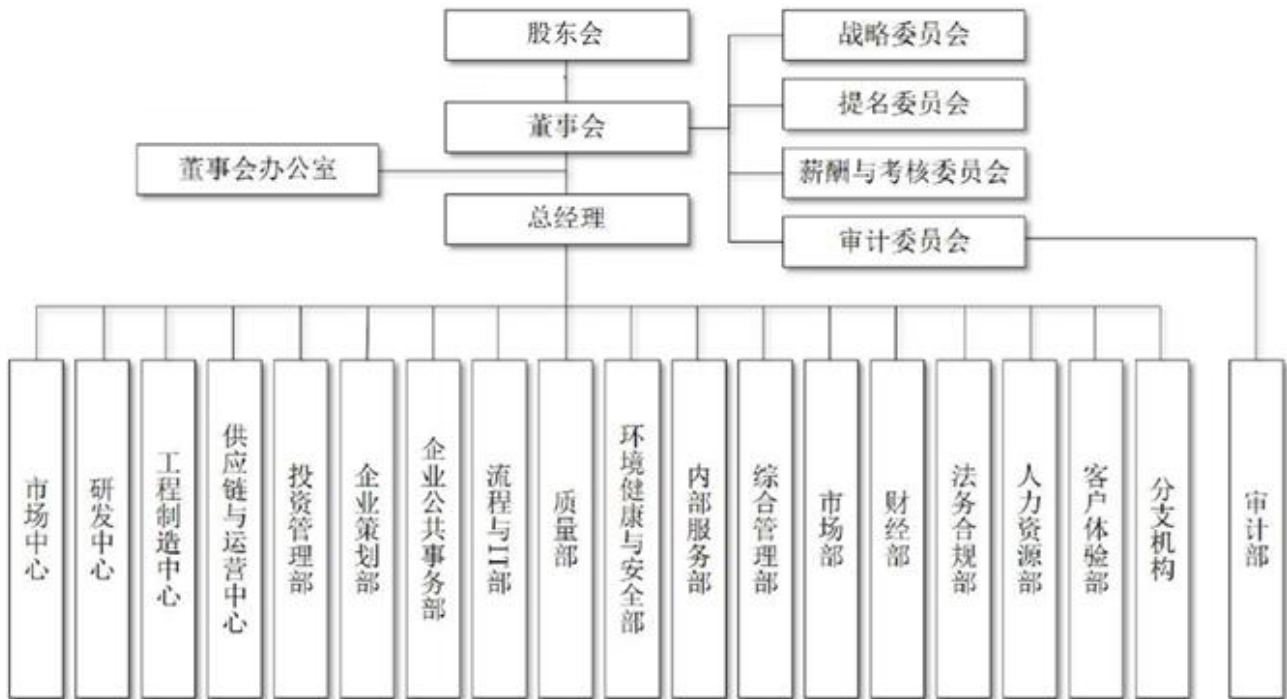 股东会
战略委员会
提名委员会
董事会
董事会办公室
薪酬与考核委员会
总经理
审计委员会
市场中心
研发中心
工程制造中心
供应链与运营中心
投资管理部
企业策划部
企业公共事务部
流程与IT部
质量部
环境健康与安全部
内部服务部
综合管理部
市场部
财经部
法务合规部
人力资源部
客户体验部
分支机构
审计部